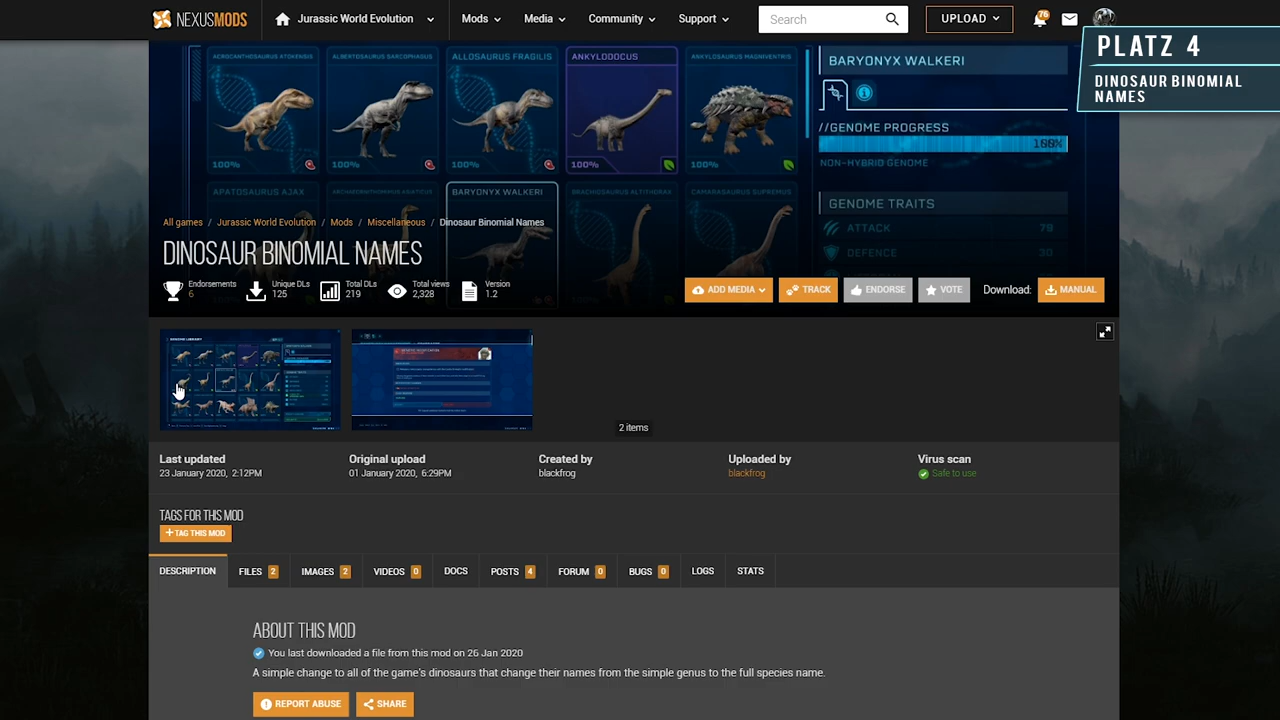 NEXUSMODS
Jurassic World Evolution
Mods
Media
Community
Support
Search
UPLOAD
76
PLATZ 4
DINOSAUR BINOMIAL
NAMES
ACROCANTHOSAURUS ATOKENSIS
ALBERTOSAURUS SARCOPHAGUS
ALLOSAURUS FRAGILIS
ANKYLODOCUS
ANKYLOSAURUS MAGNIVENTRIS
100%
100%
100%
100%
100%
BARYONYX WALKERI
//GENOME PROGRESS
100%
NON-HYBRID GENOME
GENOME TRAITS
ATTACK 79
DEFENCE 30
APATOSAURUS AJAX
BARYONYX WALKERI
BRACHIOSAURUS ALTITHORAX
CAMARASAURUS SUPREMUS
All games / Jurassic World Evolution / Mods / Miscellaneous / Dinosaur Binomial Names
DINOSAUR BINOMIAL NAMES
Endorsements
6
Unique DLs
125
Total DLs
219
Total views
2,328
Version
1.2
ADD MEDIA
TRACK
ENDORSE
VOTE
Download:
MANUAL
2 items
Last updated
23 January 2020, 2:12PM
Original upload
01 January 2020, 6:29PM
Created by
blackfrog
Uploaded by
blackfrog
Virus scan
Safe to use
TAGS FOR THIS MOD
+ TAG THIS MOD
DESCRIPTION
FILES 2
IMAGES 2
VIDEOS 0
DOCS
POSTS 4
FORUM 0
BUGS 0
LOGS
STATS
ABOUT THIS MOD
You last downloaded a file from this mod on 26 Jan 2020
A simple change to all of the game's dinosaurs that change their names from the simple genus to the full species name.
REPORT ABUSE
SHARE